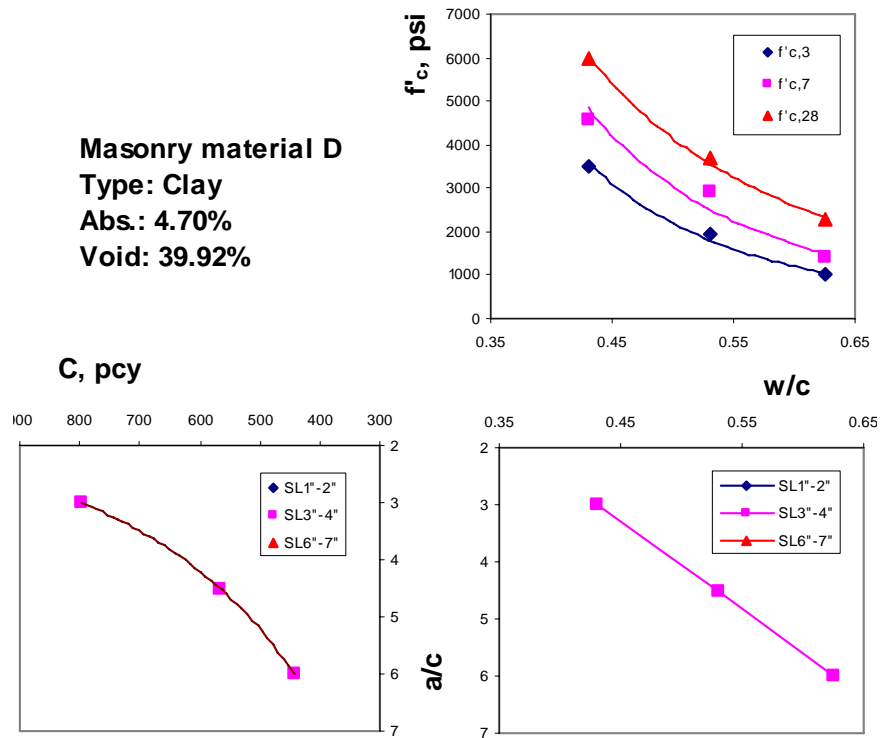 Masonry material D
Type: Clay
Abs.: 4.70%
Void: 39.92%
f'c, psi
7000
6000
5000
4000
3000
2000
1000
0
0.35 0.45 0.55 0.65
f'c,3
f'c,7
f'c,28
w/c
C, pcy
00 800 700 600 500 400 300
2
3
4
5
6
7
a/c
SL1"-2"
SL3"-4"
SL6"-7"
0.35 0.45 0.55 0.65
2
3
4
5
6
7
SL1"-2"
SL3"-4"
SL6"-7"